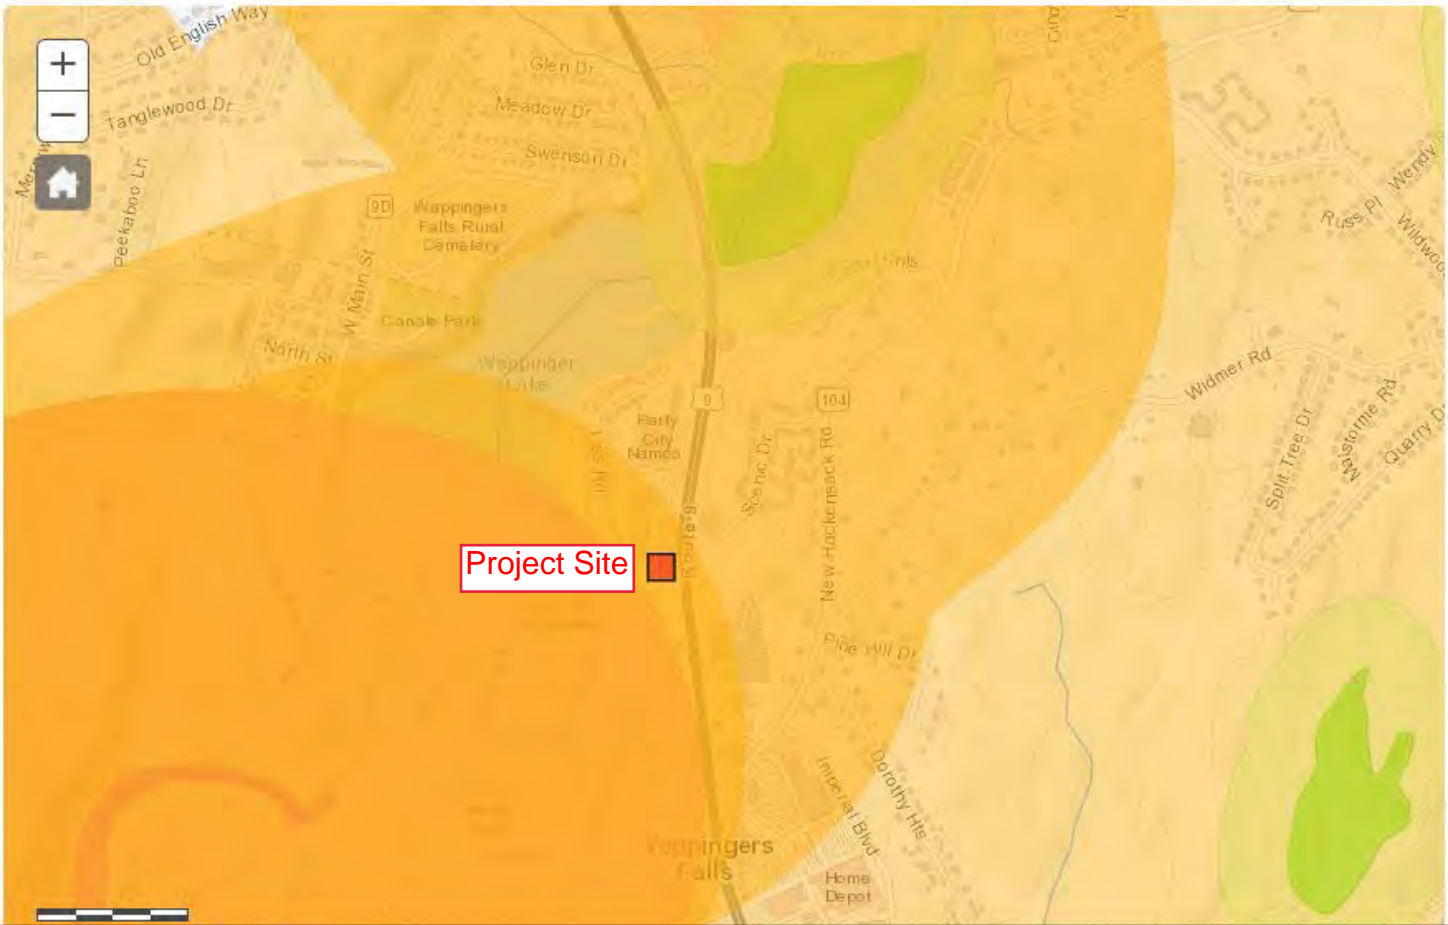 Old English Way
+
Glen Dr
Tanglewood Dr
Meadow Dr
−
Swenson Dr
Peekaboo Ln
Wendy
Russ Pl
Wildwood
9D
Wappingers
Falls Rural
Cemetery
W Main St
Canale Park
North St
Wappinger
Lake
Widmer Rd
9
104
Party
City
Namco
Scenic Dr
New Hackensack Rd
Split Tree Dr
Quarry D
Route 9
Project Site
Pine Hill Dr
Imperial Blvd
Dorothy Hts
Wappingers
Falls
Home
Depot